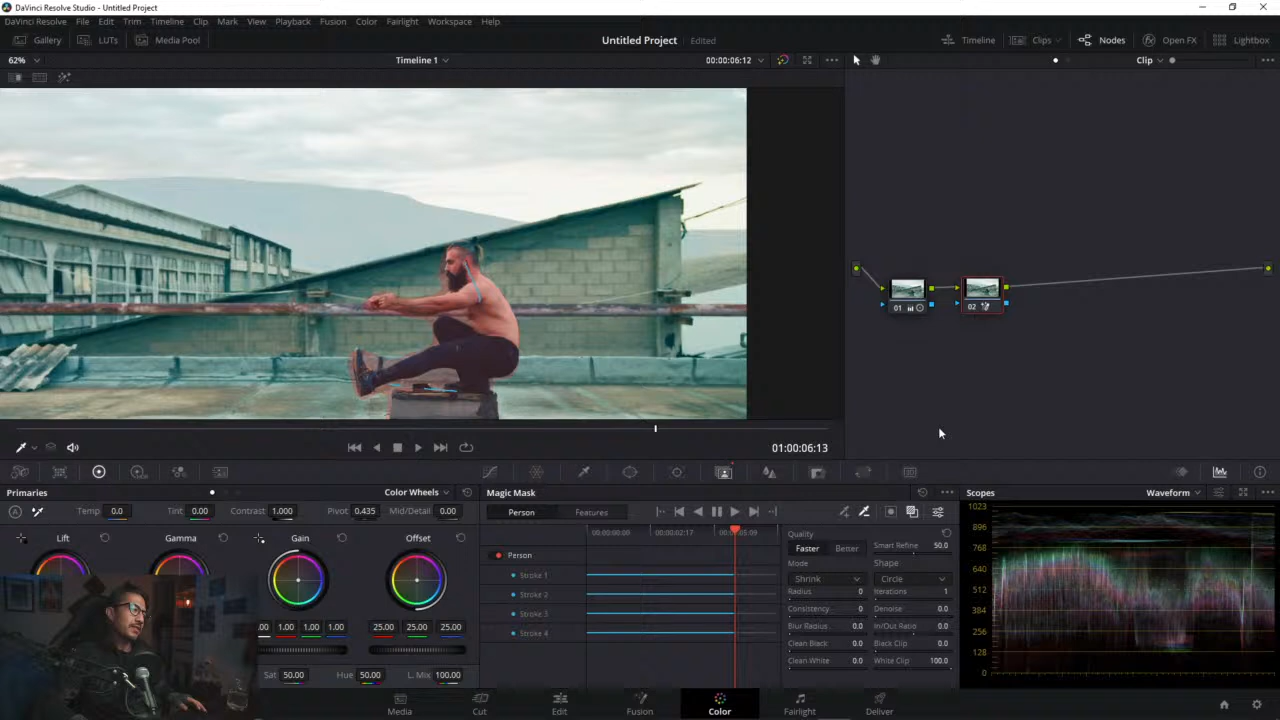 DaVinci Resolve Studio - Untitled Project
DaVinci Resolve File Edit Trim Timeline Clip Mark View Playback Fusion Color Fairlight Workspace Help
Gallery LUTs Media Pool Untitled Project Edited Timeline Clips Nodes Open FX Lightbox
62% Timeline 1 00:00:06:12 Clip
01 02
01:00:06:13
Primaries Color Wheels Magic Mask Scopes Waveform
Temp 0.0 Tint 0.00 Contrast 1.000 Pivot 0.435 Mid/Detail 0.00 Person Features
Lift Gamma Gain Offset
00:00:00:00 00:00:02:17
Quality
Faster Better Smart Refine 50.0
Person
Mode Shape
Stroke 1 Shrink Circle
Radius 0 Iterations 1
Stroke 2
Consistency 0 Denoise 0.0
Stroke 3
Blur Radius 0.0 In/Out Ratio 0.0
Stroke 4
Clean Black 0.0 Black Clip 0.0
Clean White 0.0 White Clip 100.0
1.00 1.00 1.00 25.00 25.00 25.00
Sat 50.00 Hue 50.00 L. Mix 100.00
1023
896
768
640
512
384
256
128
0
Media Cut Edit Fusion Color Fairlight Deliver